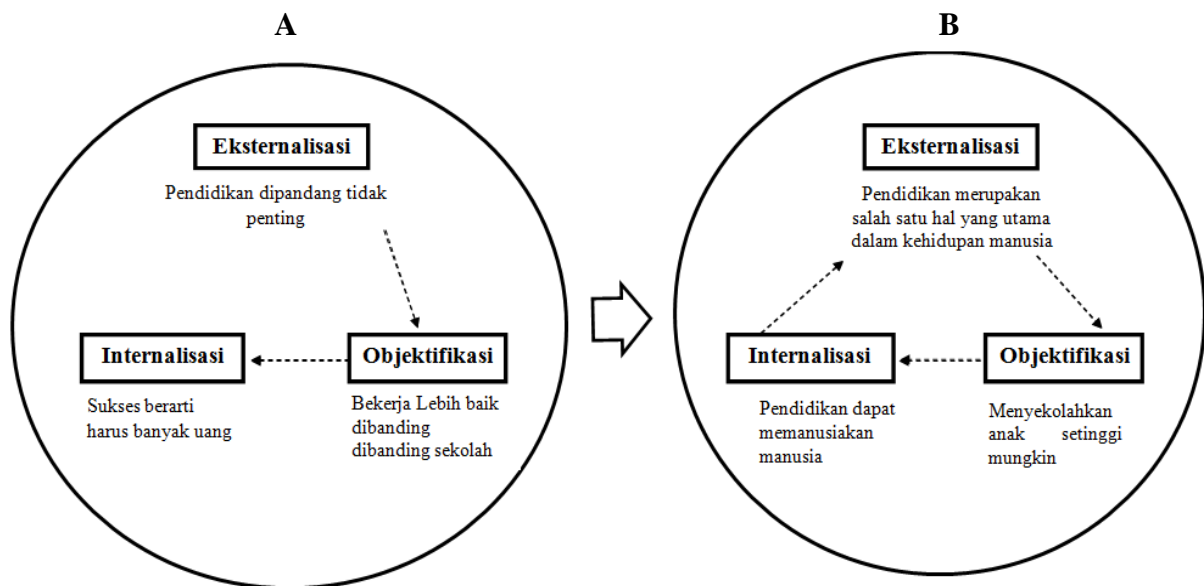 A
Eksternalisasi
Pendidikan dipandang tidak
penting
Internalisasi
Sukses berarti
harus banyak uang
Objektifikasi
Bekerja Lebih baik
dibanding
dibanding sekolah
B
Eksternalisasi
Pendidikan merupakan
salah satu hal yang utama
dalam kehidupan manusia
Internalisasi
Pendidikan dapat
memanusiakan
manusia
Objektifikasi
Menyekolahkan
anak setinggi
mungkin